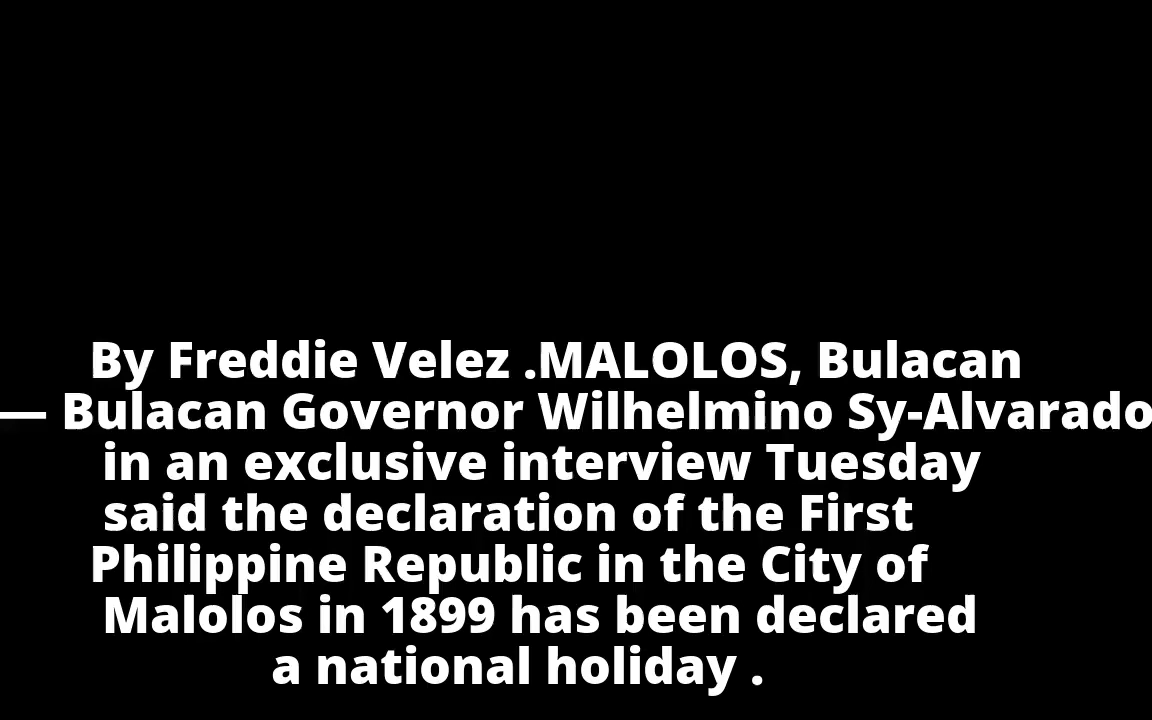 By Freddie Velez .MALOLOS, Bulacan
— Bulacan Governor Wilhelmino Sy-Alvarado
in an exclusive interview Tuesday
said the declaration of the First
Philippine Republic in the City of
Malolos in 1899 has been declared
a national holiday .